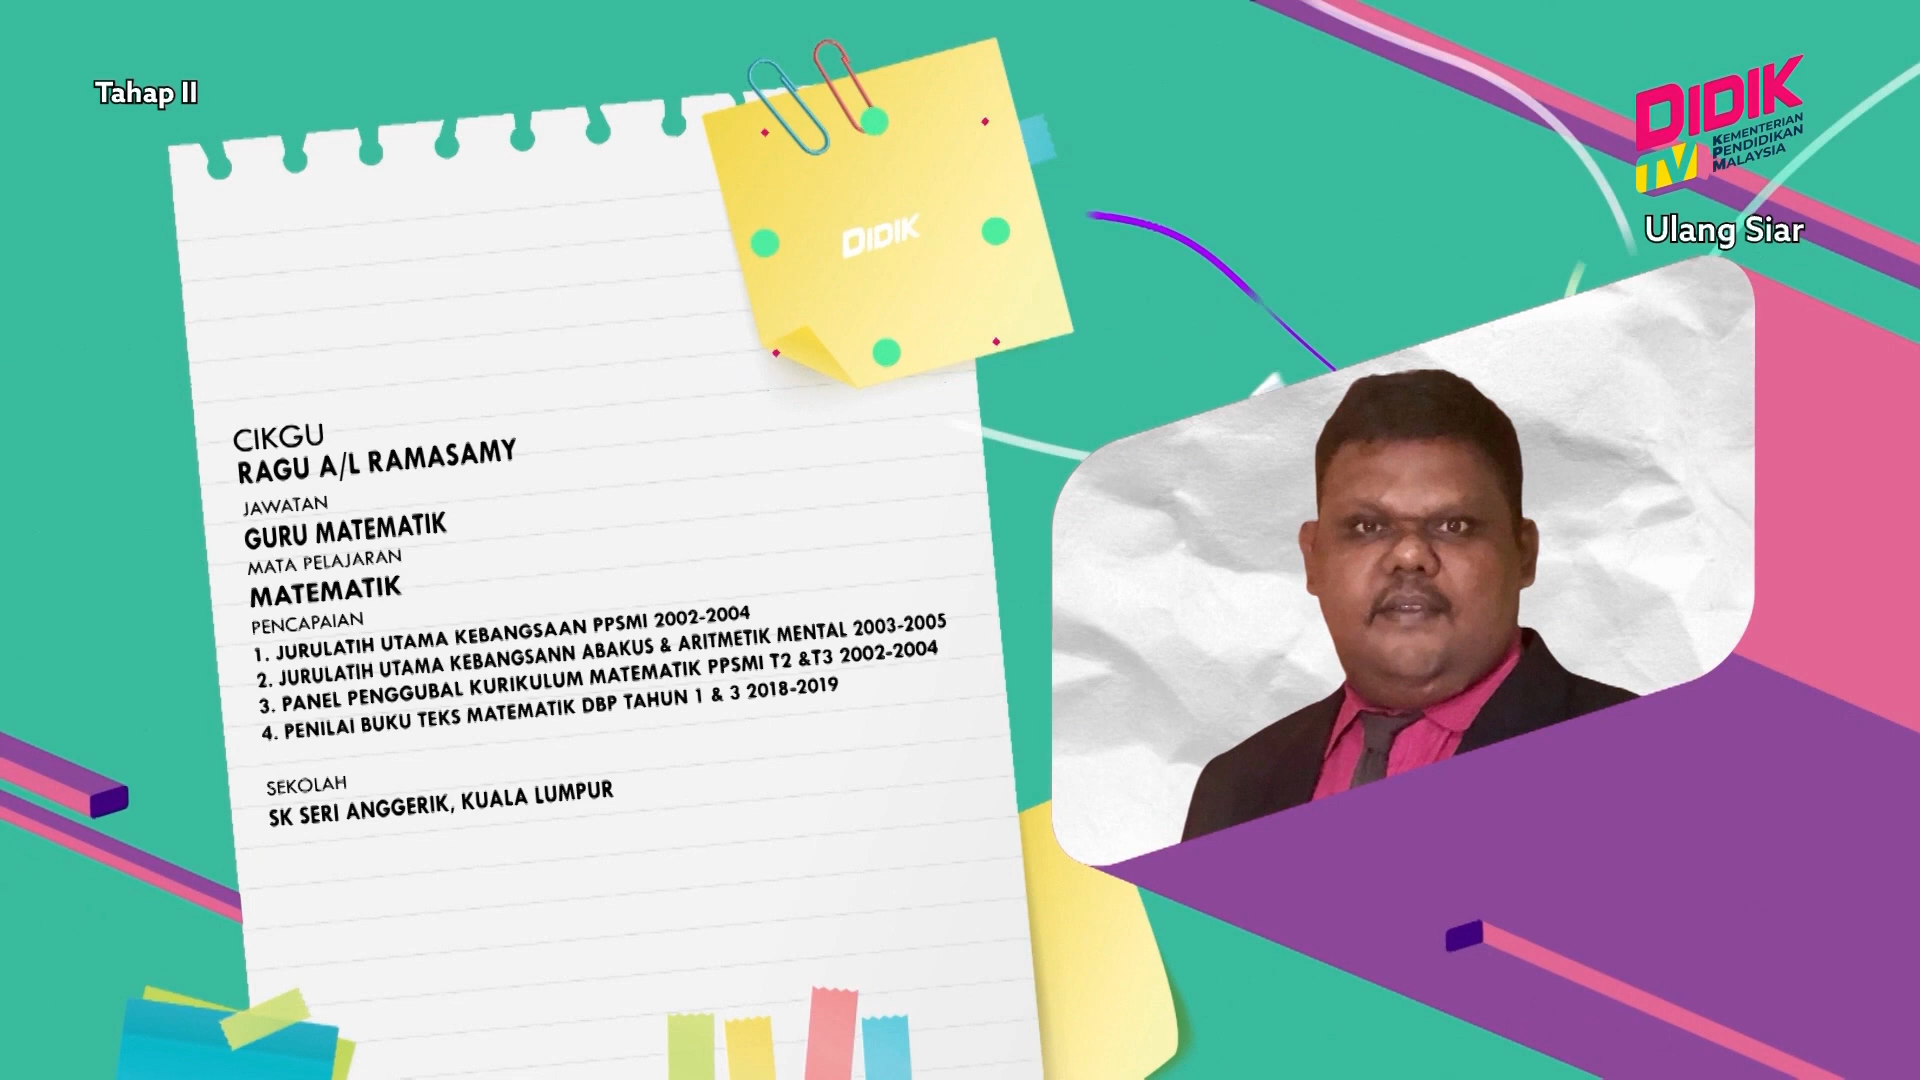 Tahap II
DIDIK
TV
KEMENTERIAN
PENDIDIKAN
MALAYSIA
Ulang Siar
DIDIK
CIKGU
RAGU A/L RAMASAMY
JAWATAN
GURU MATEMATIK
MATA PELAJARAN
MATEMATIK
PENCAPAIAN
1. JURULATIH UTAMA KEBANGSAAN PPSMI 2002-2004
2. JURULATIH UTAMA KEBANGSANN ABAKUS & ARITMETIK MENTAL 2003-2005
3. PANEL PENGGUBAL KURIKULUM MATEMATIK PPSMI T2 &T3 2002-2004
4. PENILAI BUKU TEKS MATEMATIK DBP TAHUN 1 & 3 2018-2019
SEKOLAH
SK SERI ANGGERIK, KUALA LUMPUR